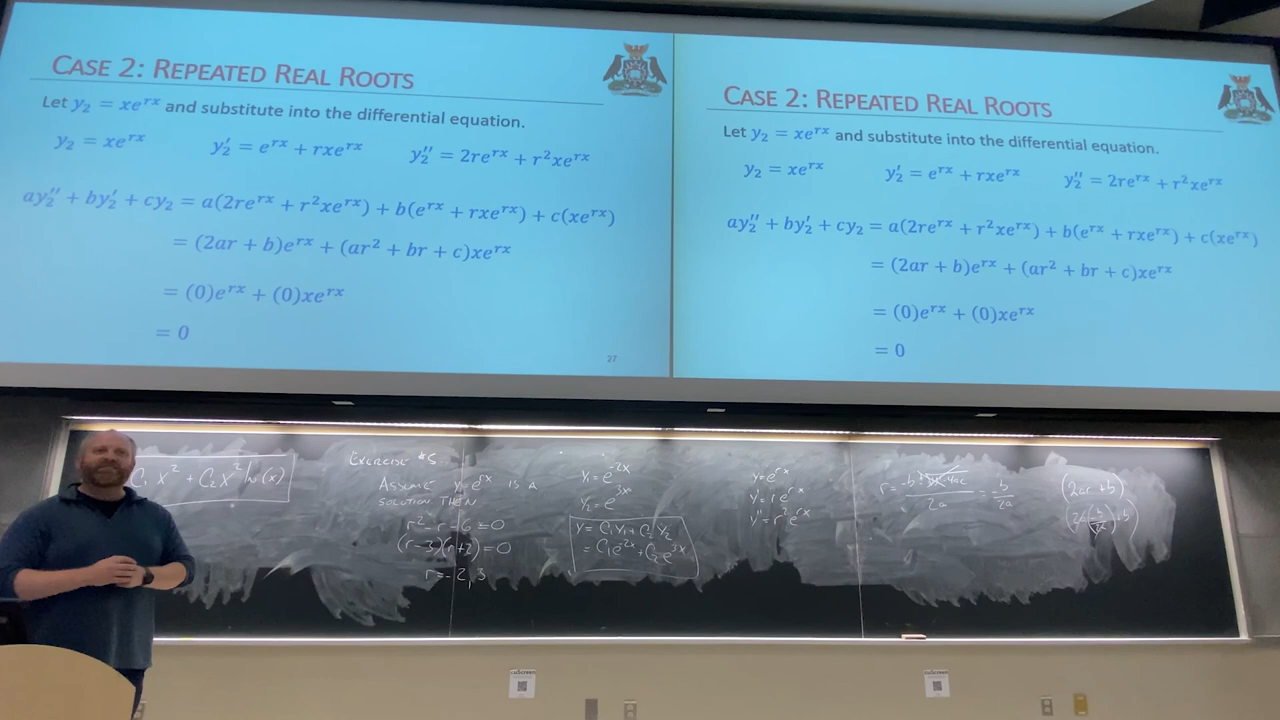 CASE 2: REPEATED REAL ROOTS
Let y₂ = xe^{rx} and substitute into the differential equation.
y₂ = xe^{rx} y₂′ = e^{rx} + rxe^{rx} y₂″ = 2re^{rx} + r²xe^{rx}
ay₂″ + by₂′ + cy₂ = a(2re^{rx} + r²xe^{rx}) + b(e^{rx} + rxe^{rx}) + c(xe^{rx})
= (2ar + b)e^{rx} + (ar² + br + c)xe^{rx}
= (0)e^{rx} + (0)xe^{rx}
= 0
27
CASE 2: REPEATED REAL ROOTS
Let y₂ = xe^{rx} and substitute into the differential equation.
y₂ = xe^{rx} y₂′ = e^{rx} + rxe^{rx} y₂″ = 2re^{rx} + r²xe^{rx}
ay₂″ + by₂′ + cy₂ = a(2re^{rx} + r²xe^{rx}) + b(e^{rx} + rxe^{rx}) + c(xe^{rx})
= (2ar + b)e^{rx} + (ar² + br + c)xe^{rx}
= (0)e^{rx} + (0)xe^{rx}
= 0
C₁ x² + C₂ x² ln(x)
EXERCISE #5
ASSUME y=e^{rx} IS A
SOLUTION THEN
r² - r - 6 = 0
(r-3)(r+2) = 0
r = -2, 3
y₁ = e^{-2x}
y₂ = e^{3x}
y = C₁y₁ + C₂y₂
= C₁e^{-2x} + C₂e^{3x}
y = e^{rx}
y' = re^{rx}
y'' = r²e^{rx}
= -b/2a
(2ar + b)